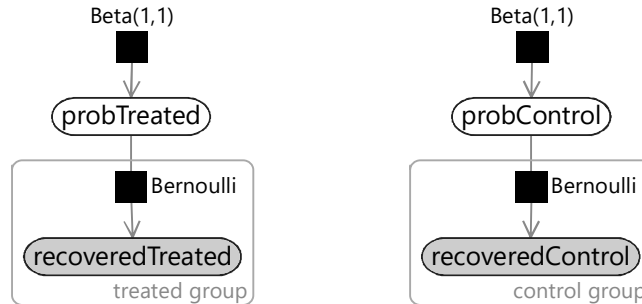 Beta(1,1)
probTreated
Bernoulli
recoveredTreated
treated group
Beta(1,1)
probControl
Bernoulli
recoveredControl
control group